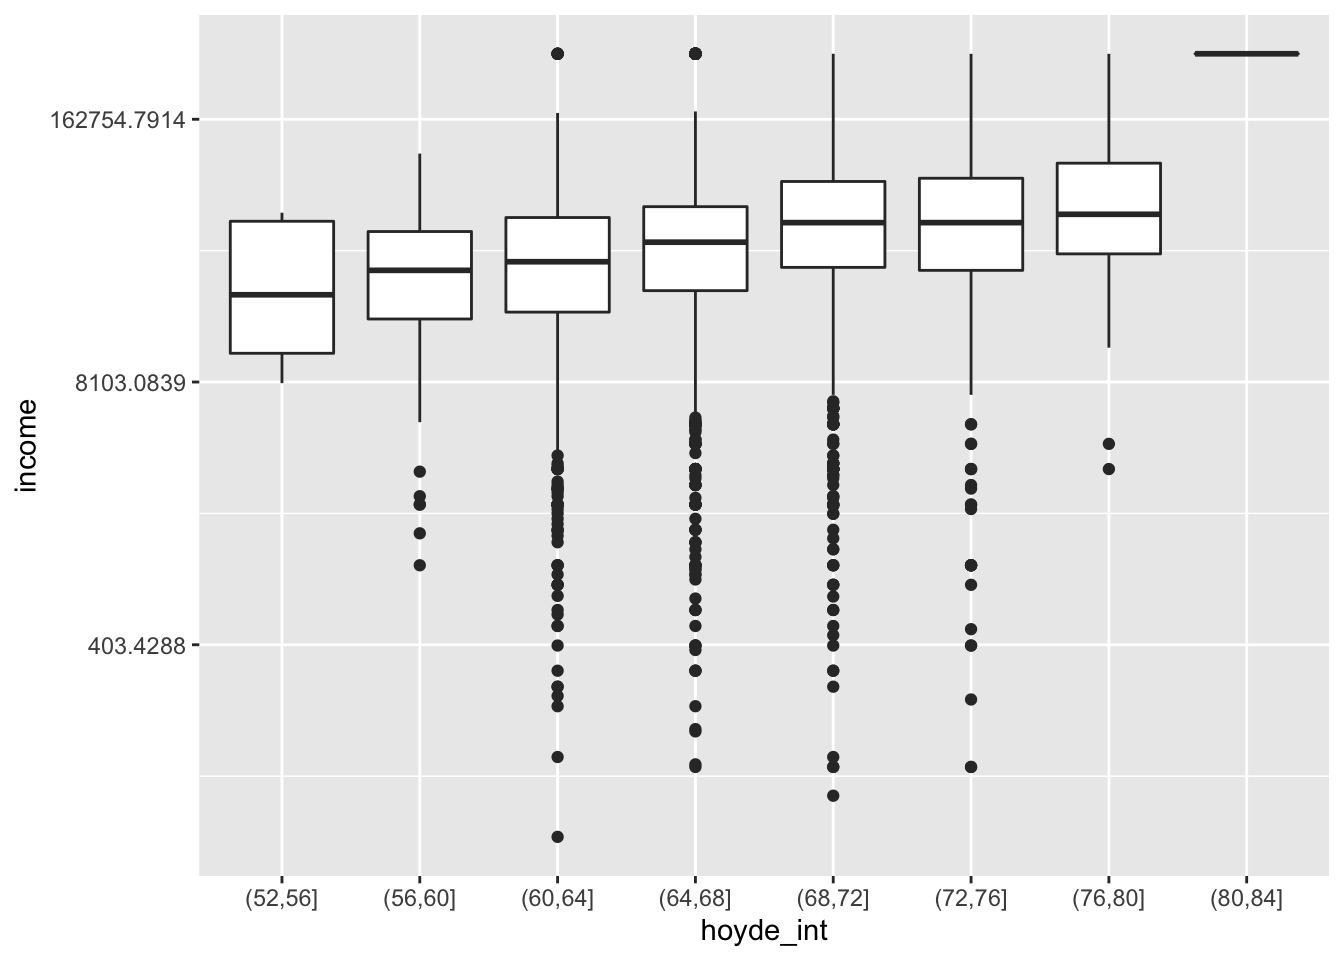 162754.7914
8103.0839
403.4288
income
(52,56] (56,60] (60,64] (64,68] (68,72] (72,76] (76,80] (80,84]
hoyde_int